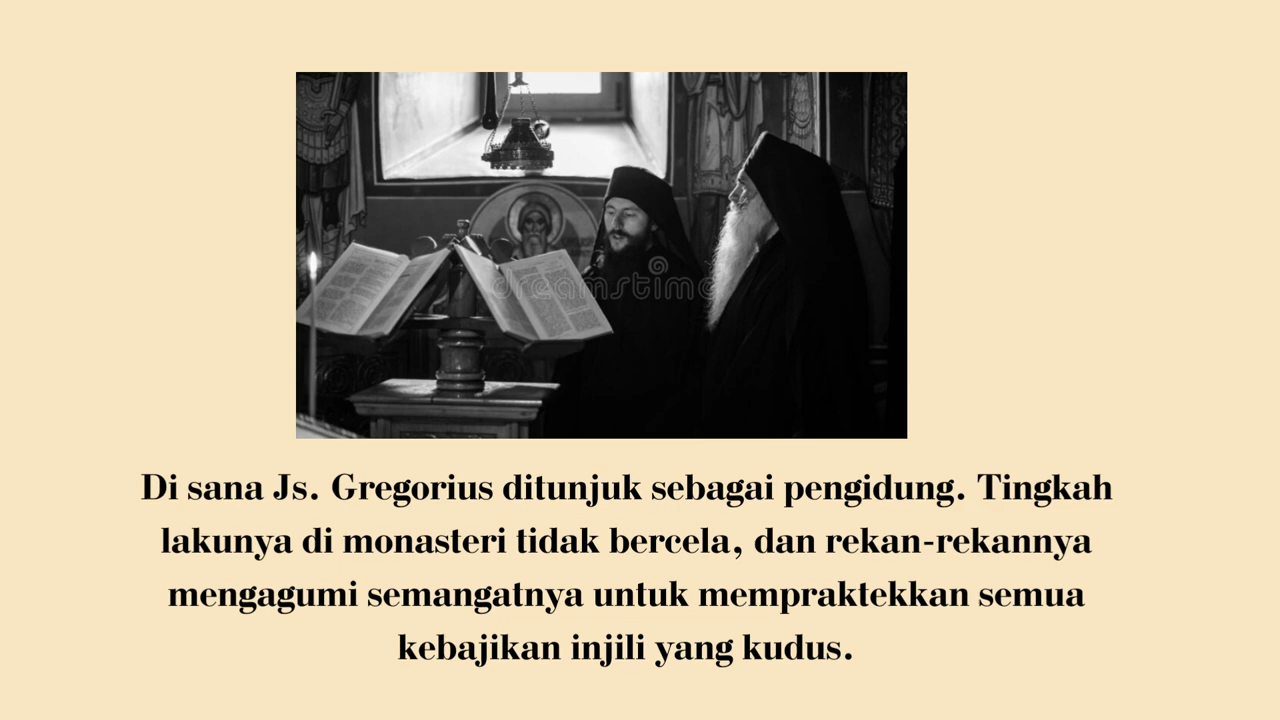 dreamstime
Di sana Js. Gregorius ditunjuk sebagai pengidung. Tingkah
lakunya di monasteri tidak bercela, dan rekan-rekannya
mengagumi semangatnya untuk mempraktekkan semua
kebajikan injili yang kudus.